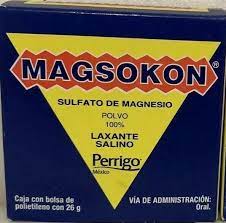 MAGSOKON®
SULFATO DE MAGNESIO
POLVO
100%
LAXANTE
SALINO
Perrigo
México
Caja con bolsa de
polietileno con 26 g
VÍA DE ADMINISTRACIÓN:
Oral.